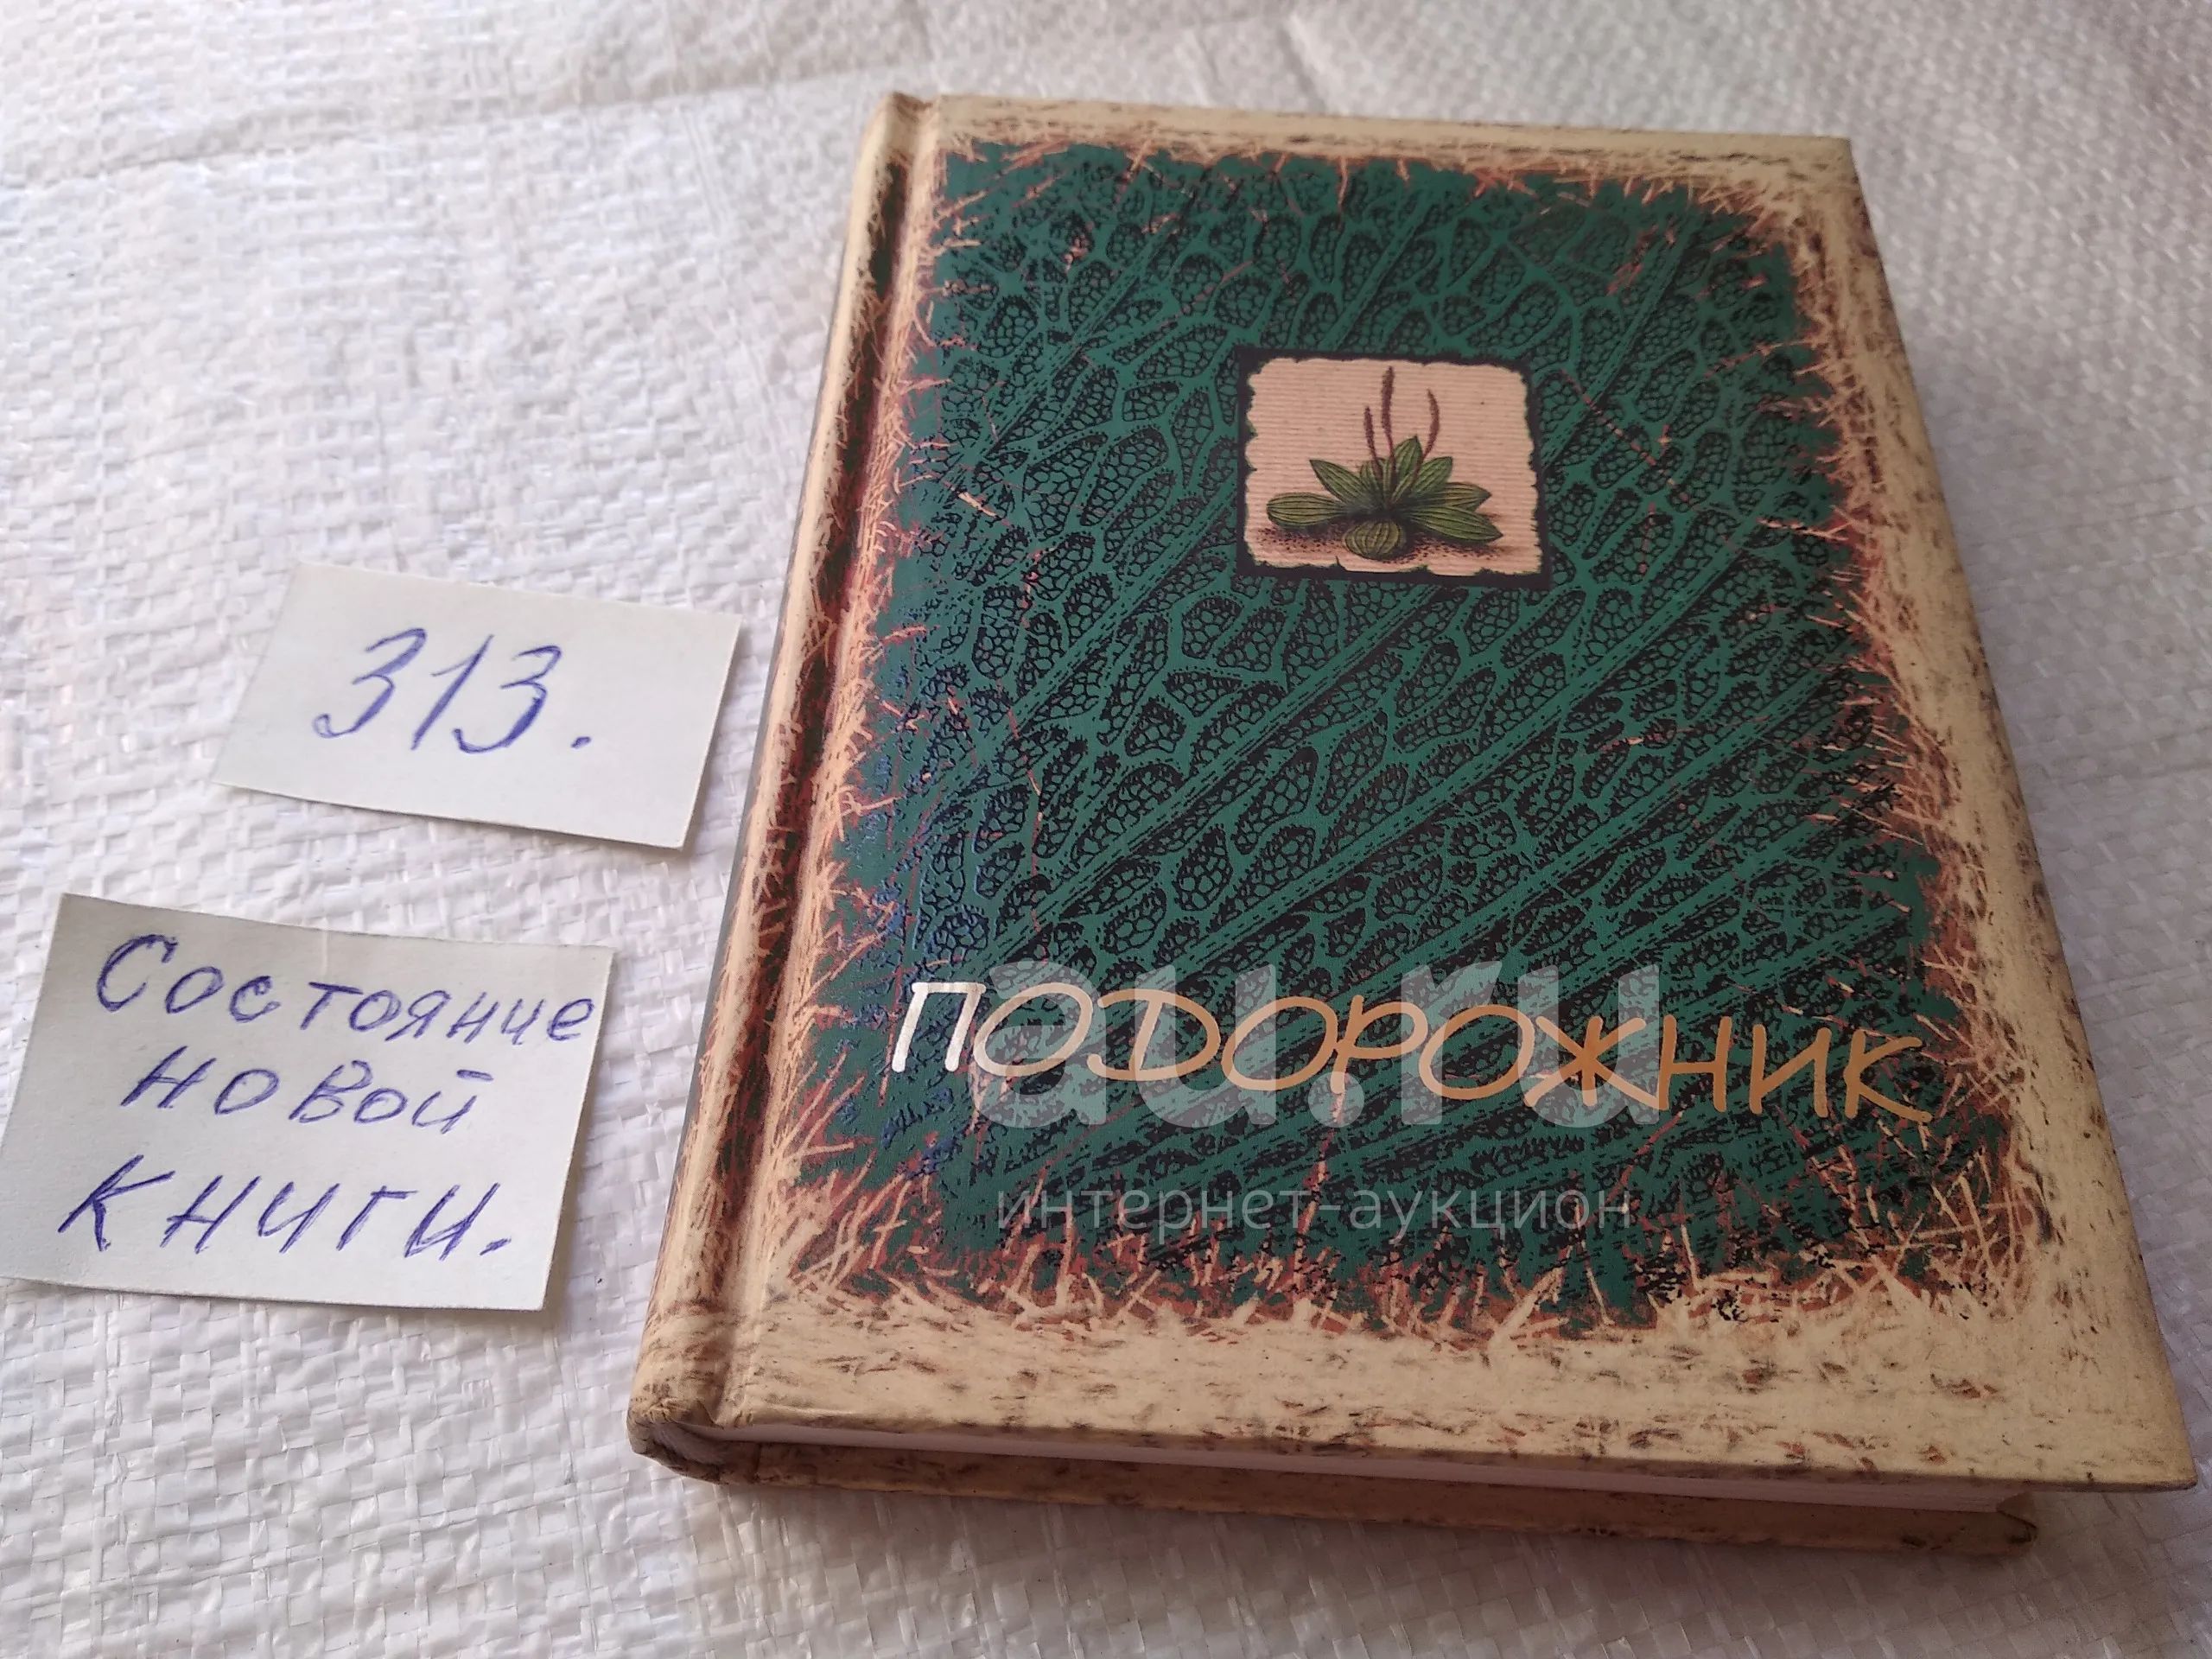 313.
Состояние
новой
книги.
ПОДОРОЖНИК
au.ru
интернет-аукцион